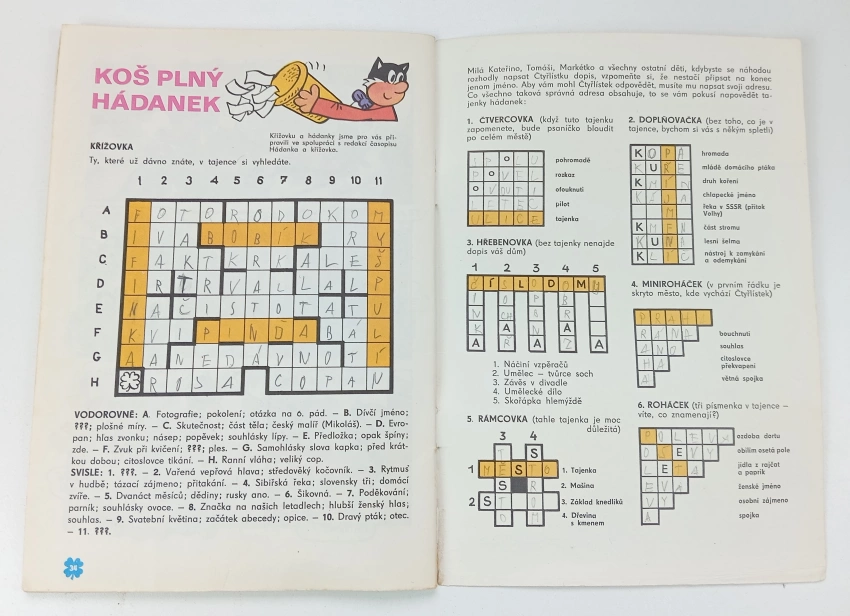 KOŠ PLNÝ
HÁDANEK
Křížovku a hádanky jsme pro vás při-
pravili ve spolupráci s redakcí časopisu
Hádanka a křížovka.
KŘÍŽOVKA
Ty, které už dávno znáte, v tajence si vyhledáte.
1 2 3 4 5 6 7 8 9 10 11
A F O T O R O D O K O M
B I V A B O B Í K R Y
C F A K T K R K A L E Š
D I R T R V A L L A L P
E N A Č I S T O T A T U
F K V I P I N Ď A B Á L
G A A N E D Á V N O T Í
H R O S A C O P A N
VODOROVNĚ: A. Fotografie; pokolení; otázka na 6. pád. – B. Dívčí jméno;
???; plošné míry. – C. Skutečnost; část těla; český malíř (Mikoláš). – D. Evro-
pan; hlas zvonku; násep; popěvek; souhlásky lípy. – E. Předložka; opak špíny;
zde. – F. Zvuk při kvičení; ???; ples. – G. Samohlásky slova kapka; před krát-
kou dobou; citoslovce tikání. – H. Ranní vláha; veliký cop.
SVISLE: 1. ???. – 2. Vařená vepřová hlava; středověký kočovník. – 3. Rytmus
v hudbě; tázací zájmeno; přitakání. – 4. Sibiřská řeka; slovensky tři; domácí
zvíře. – 5. Dvanáct měsíců; dědiny; rusky ano. – 6. Šikovná. – 7. Poděkování;
parník; souhlásky ovoce. – 8. Značka na našich letadlech; hlubší ženský hlas;
souhlas. – 9. Svatební květina; začátek abecedy; opice. – 10. Dravý pták; otec.
– 11. ???.
34
Milá Kateřino, Tomáši, Markétko a všechny ostatní děti, kdybyste se náhodou
rozhodly napsat Čtyřlístku dopis, vzpomeňte si, že nestačí připsat na konec
jenom jméno. Aby vám mohl Čtyřlístek odpovědět, musíte mu napsat svoji adresu.
Co všechno taková správná adresa obsahuje, to se vám pokusí napovědět ta-
jenky hádanek:
1. ČTVERCOVKA (když tuto tajenku
zapomenete, bude psaníčko bloudit
po celém městě)
pohromadě
P O V E L rozkaz
ofouknutí
L E T E C pilot
U L I C E tajenka
2. DOPLŇOVAČKA (bez toho, co je v
tajence, bychom si vás s někým spletli)
K O P A hromada
K U Ř E mládě domácího ptáka
K M Í N druh koření
chlapecké jméno
řeka v SSSR (přítok
Volhy)
K M E N část stromu
K U N A lesní šelma
K L Í Č nástroj k zamykání
a odemykání
3. HŘEBENOVKA (bez tajenky nenajde
dopis váš dům)
1 2 3 4 5
Č Í S L O D O M U
1. Náčiní vzpěračů
2. Umělec – tvůrce soch
3. Závěs v divadle
4. Umělecké dílo
5. Skořápka hlemýždě
4. MINIROHÁČEK (v prvním řádku je
skryto město, kde vychází Čtyřlístek)
P R A H A
R Á N A bouchnutí
A N O souhlas
H A citoslovce
překvapení
A větná spojka
5. RÁMCOVKA (tahle tajenka je moc
důležitá)
3 4
1 M Ě S T O
2 S
1. Tajenka
2. Mašina
3. Základ knedlíků
4. Dřevina
s kmenem
6. ROHÁČEK (tři písmenka v tajence –
víte, co znamenají?)
P O L E V A ozdoba dortu
O S E V Y obilím osetá pole
L E T A jídla z rajčat
a paprik
E V A ženské jméno
V Y osobní zájmeno
A spojka